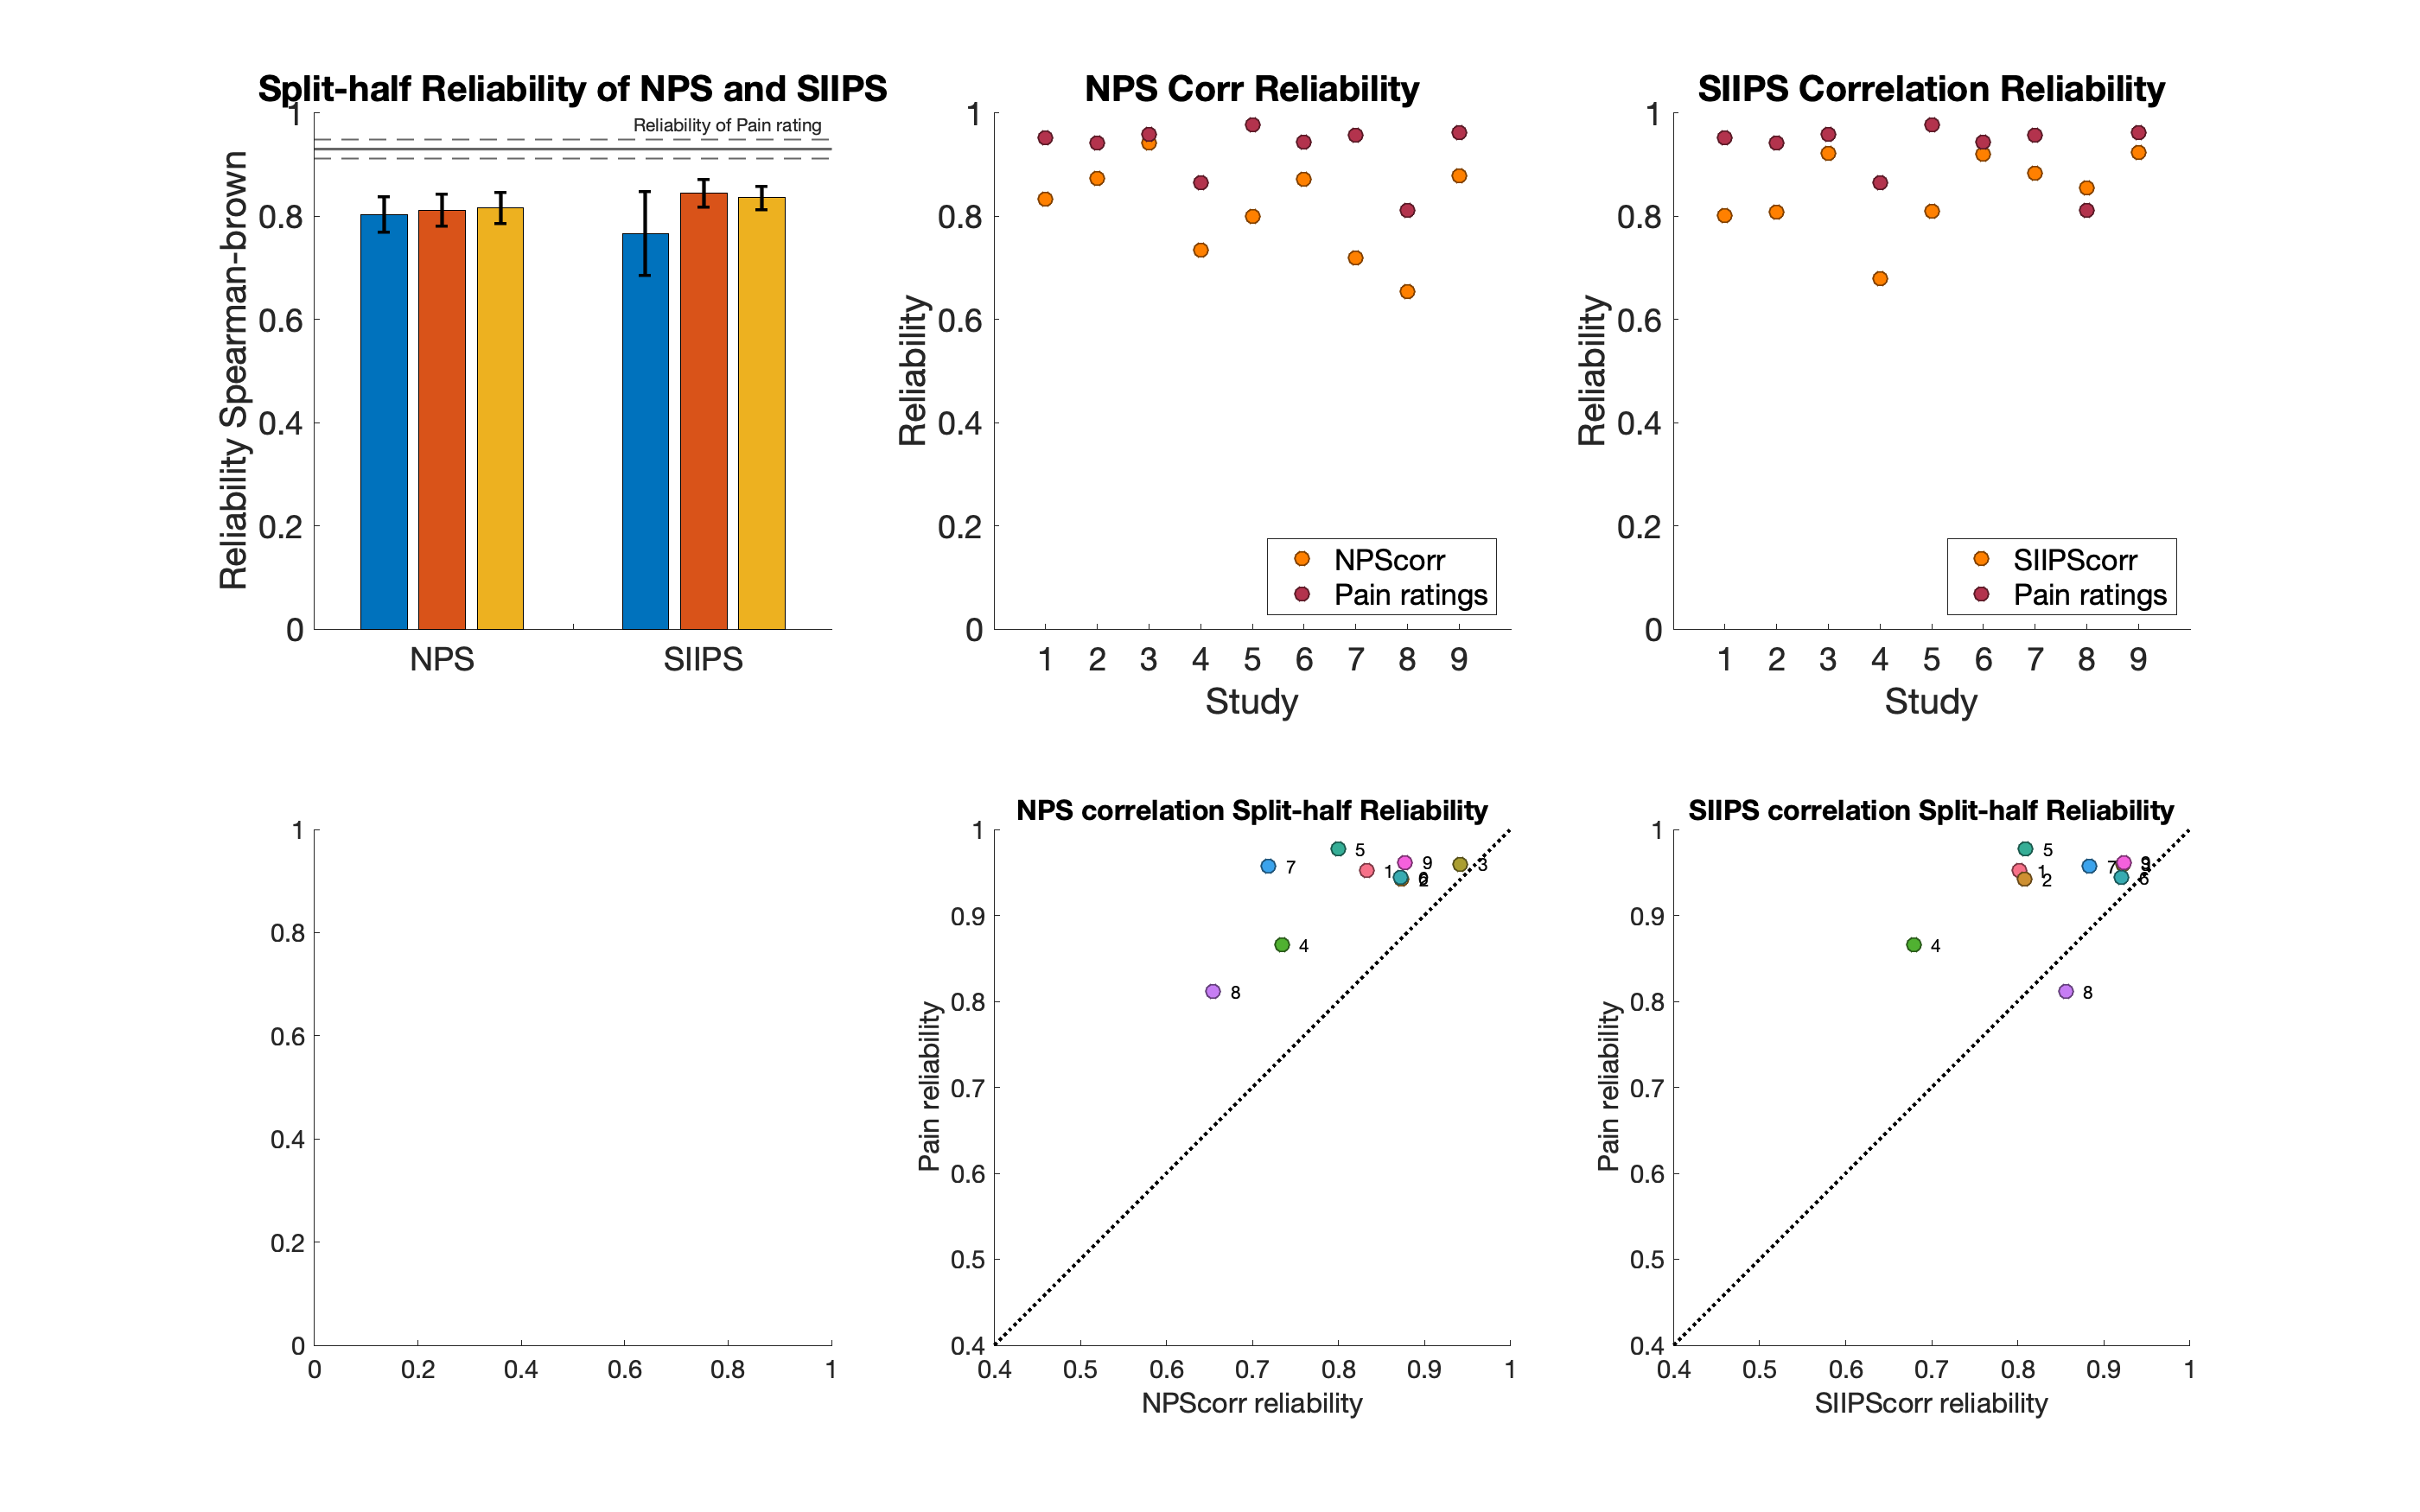 Split-half Reliability of NPS and SIIPS
Reliability of Pain rating
Reliability Spearman-brown
1
0.8
0.6
0.4
0.2
0
NPS SIIPS
NPS Corr Reliability
Reliability
1
0.8
0.6
0.4
0.2
0
NPScorr
Pain ratings
1 2 3 4 5 6 7 8 9
Study
SIIPS Correlation Reliability
Reliability
1
0.8
0.6
0.4
0.2
0
SIIPScorr
Pain ratings
1 2 3 4 5 6 7 8 9
Study
1
0.8
0.6
0.4
0.2
0
0 0.2 0.4 0.6 0.8 1
NPS correlation Split-half Reliability
Pain reliability
1
0.9
0.8
0.7
0.6
0.5
0.4
5
7 1 9 3
6
2
4
8
0.4 0.5 0.6 0.7 0.8 0.9 1
NPScorr reliability
SIIPS correlation Split-half Reliability
Pain reliability
1
0.9
0.8
0.7
0.6
0.5
0.4
5
1 7 9
2 6
4
8
0.4 0.5 0.6 0.7 0.8 0.9 1
SIIPScorr reliability